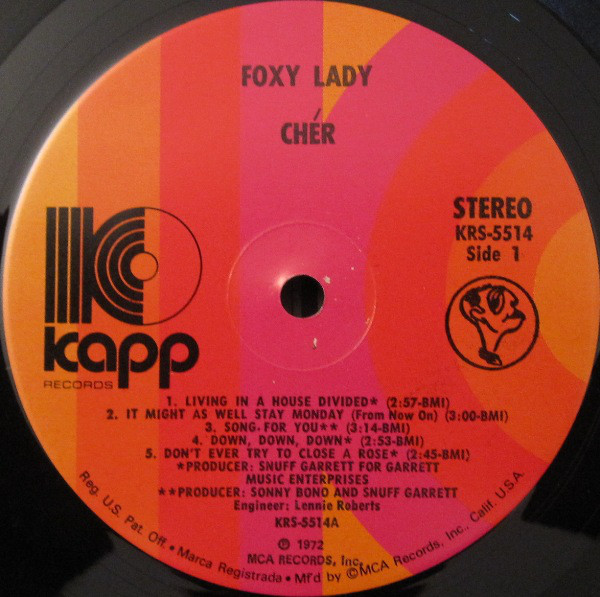 FOXY LADY
CHÉR
STEREO
KRS-5514
Side 1
K
kapp
RECORDS
1. LIVING IN A HOUSE DIVIDED* (2:57-BMI)
2. IT MIGHT AS WELL STAY MONDAY (From Now On) (3:00-BMI)
3. SONG FOR YOU** (3:14-BMI)
4. DOWN, DOWN, DOWN* (2:53-BMI)
5. DON'T EVER TRY TO CLOSE A ROSE* (2:45-BMI)
*PRODUCER: SNUFF GARRETT FOR GARRETT
MUSIC ENTERPRISES
**PRODUCER: SONNY BONO AND SNUFF GARRETT
Engineer: Lennie Roberts
KRS-5514A
℗ 1972
MCA RECORDS, Inc.
Reg. U.S. Pat. Off. • Marca Registrada • Mf'd by ©MCA Records, Inc., Calif. U.S.A.